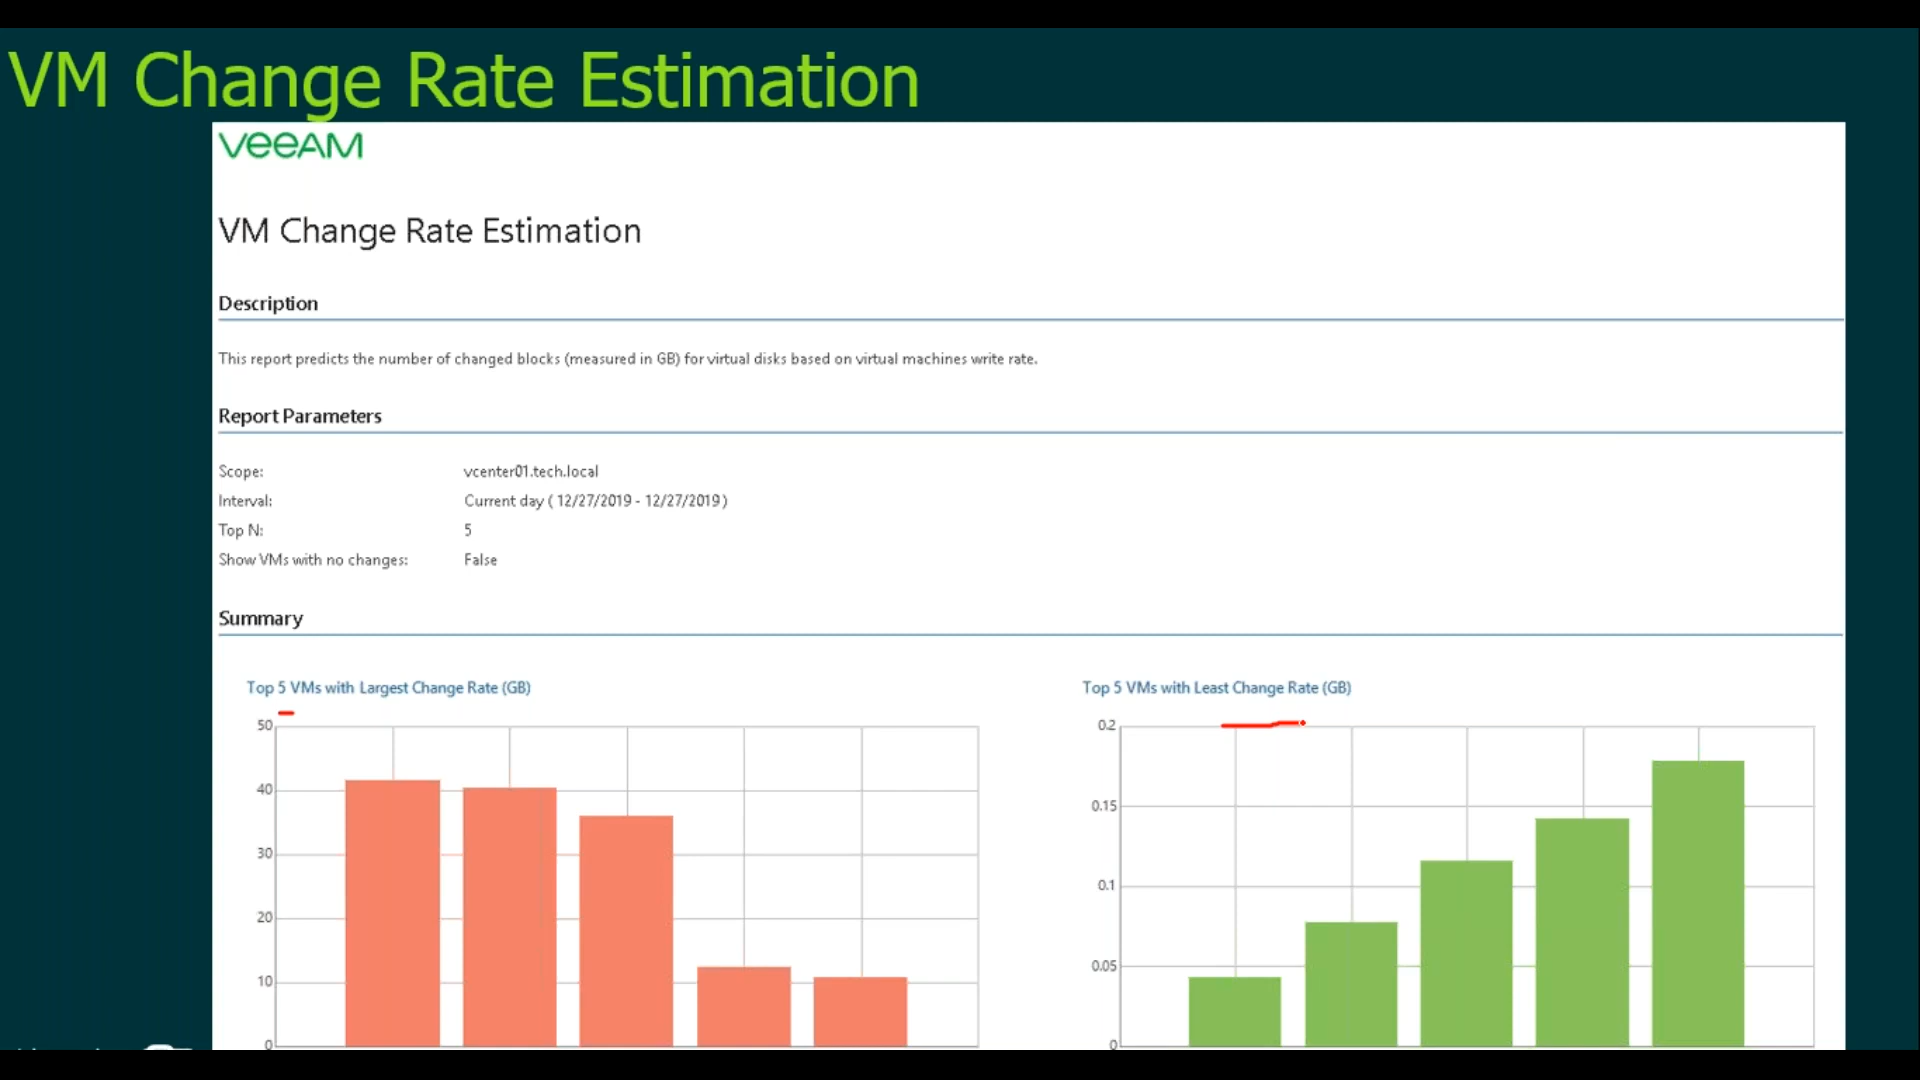 VM Change Rate Estimation
VEEAM
VM Change Rate Estimation
Description
This report predicts the number of changed blocks (measured in GB) for virtual disks based on virtual machines write rate.
Report Parameters
Scope: vcenter01.tech.local
Interval: Current day ( 12/27/2019 - 12/27/2019 )
Top N: 5
Show VMs with no changes: False
Summary
Top 5 VMs with Largest Change Rate (GB)
50
40
30
20
10
0
Top 5 VMs with Least Change Rate (GB)
0.2
0.15
0.1
0.05
0